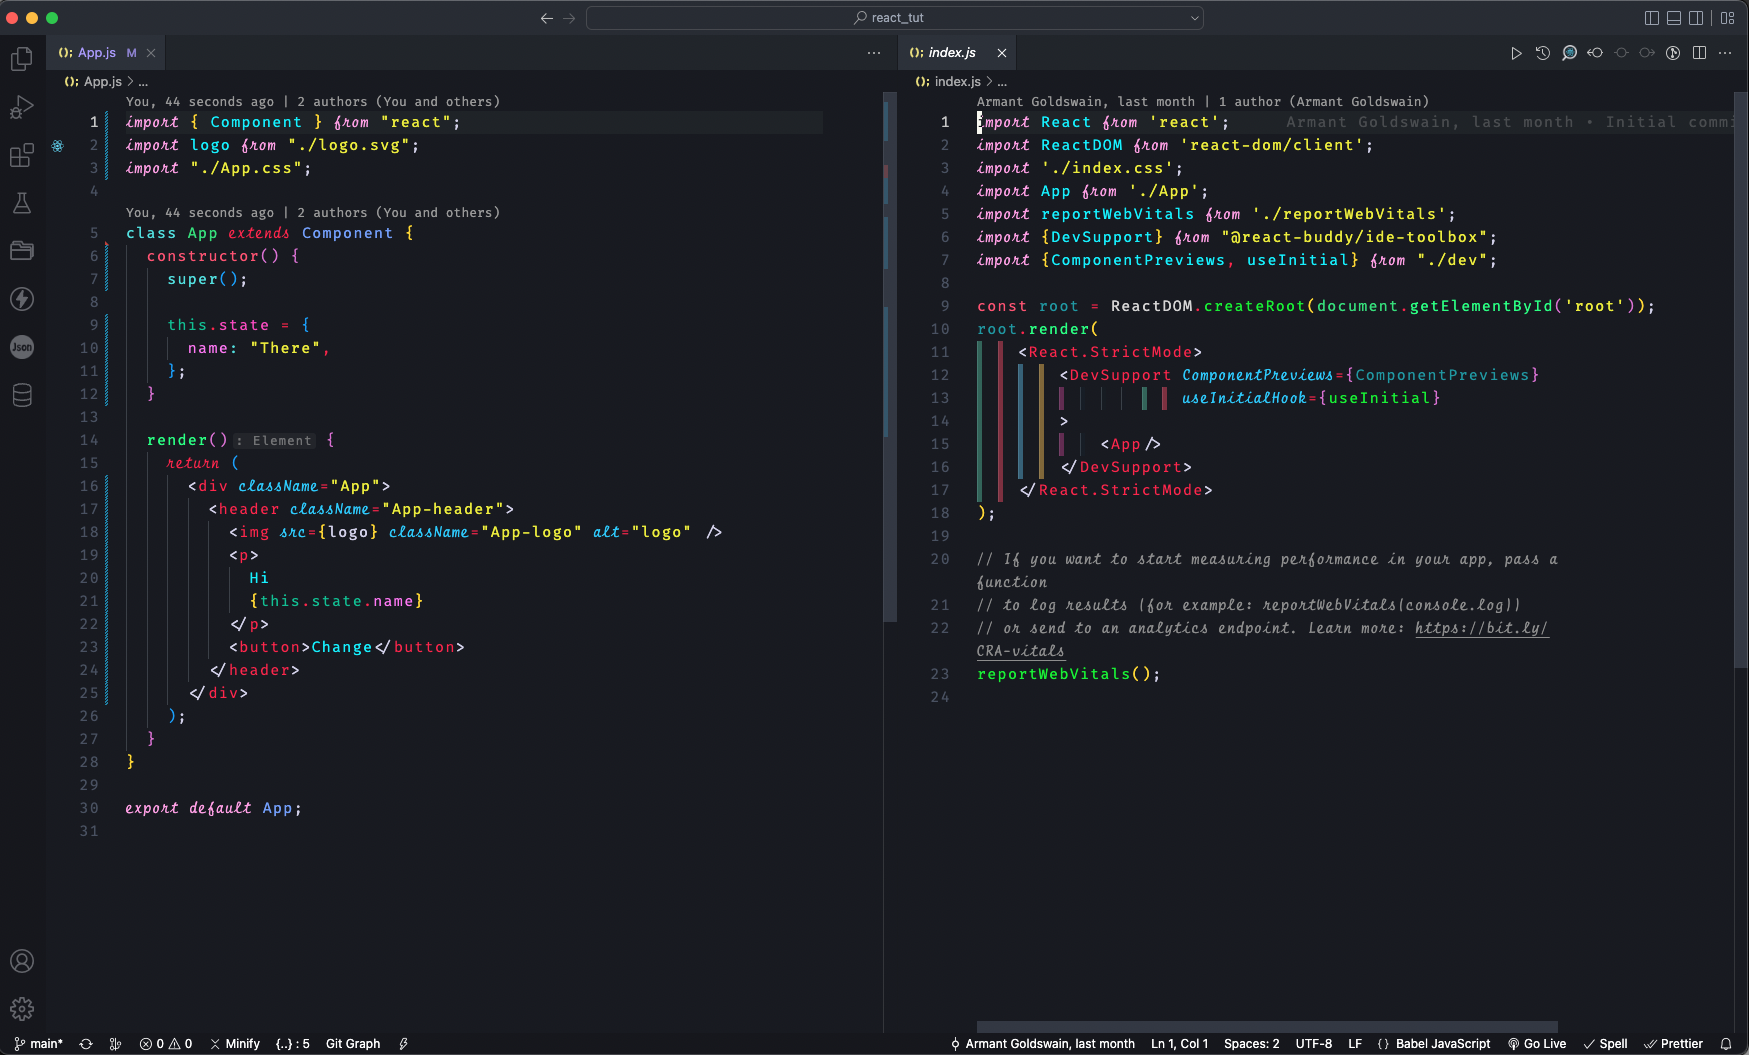 react_tut
App.js M
App.js > ...
You, 44 seconds ago | 2 authors (You and others)
1 import { Component } from "react";
2 import logo from "./logo.svg";
3 import "./App.css";
4
You, 44 seconds ago | 2 authors (You and others)
5 class App extends Component {
6 constructor() {
7 super();
8
9 this.state = {
10 name: "There",
11 };
12 }
13
14 render() : Element {
15 return (
16 <div className="App">
17 <header className="App-header">
18 <img src={logo} className="App-logo" alt="logo" />
19 <p>
20 Hi
21 {this.state.name}
22 </p>
23 <button>Change</button>
24 </header>
25 </div>
26 );
27 }
28 }
29
30 export default App;
31
index.js
index.js > ...
Armant Goldswain, last month | 1 author (Armant Goldswain)
1 import React from 'react'; Armant Goldswain, last month • Initial commi
2 import ReactDOM from 'react-dom/client';
3 import './index.css';
4 import App from './App';
5 import reportWebVitals from './reportWebVitals';
6 import {DevSupport} from "@react-buddy/ide-toolbox";
7 import {ComponentPreviews, useInitial} from "./dev";
8
9 const root = ReactDOM.createRoot(document.getElementById('root'));
10 root.render(
11 <React.StrictMode>
12 <DevSupport ComponentPreviews={ComponentPreviews}
13 useInitialHook={useInitial}
14 >
15 <App/>
16 </DevSupport>
17 </React.StrictMode>
18 );
19
20 // If you want to start measuring performance in your app, pass a
function
21 // to log results (for example: reportWebVitals(console.log))
22 // or send to an analytics endpoint. Learn more: https://bit.ly/
CRA-vitals
23 reportWebVitals();
24
Json
main* 0 0 Minify {..} : 5 Git Graph
Armant Goldswain, last month Ln 1, Col 1 Spaces: 2 UTF-8 LF {} Babel JavaScript Go Live Spell Prettier